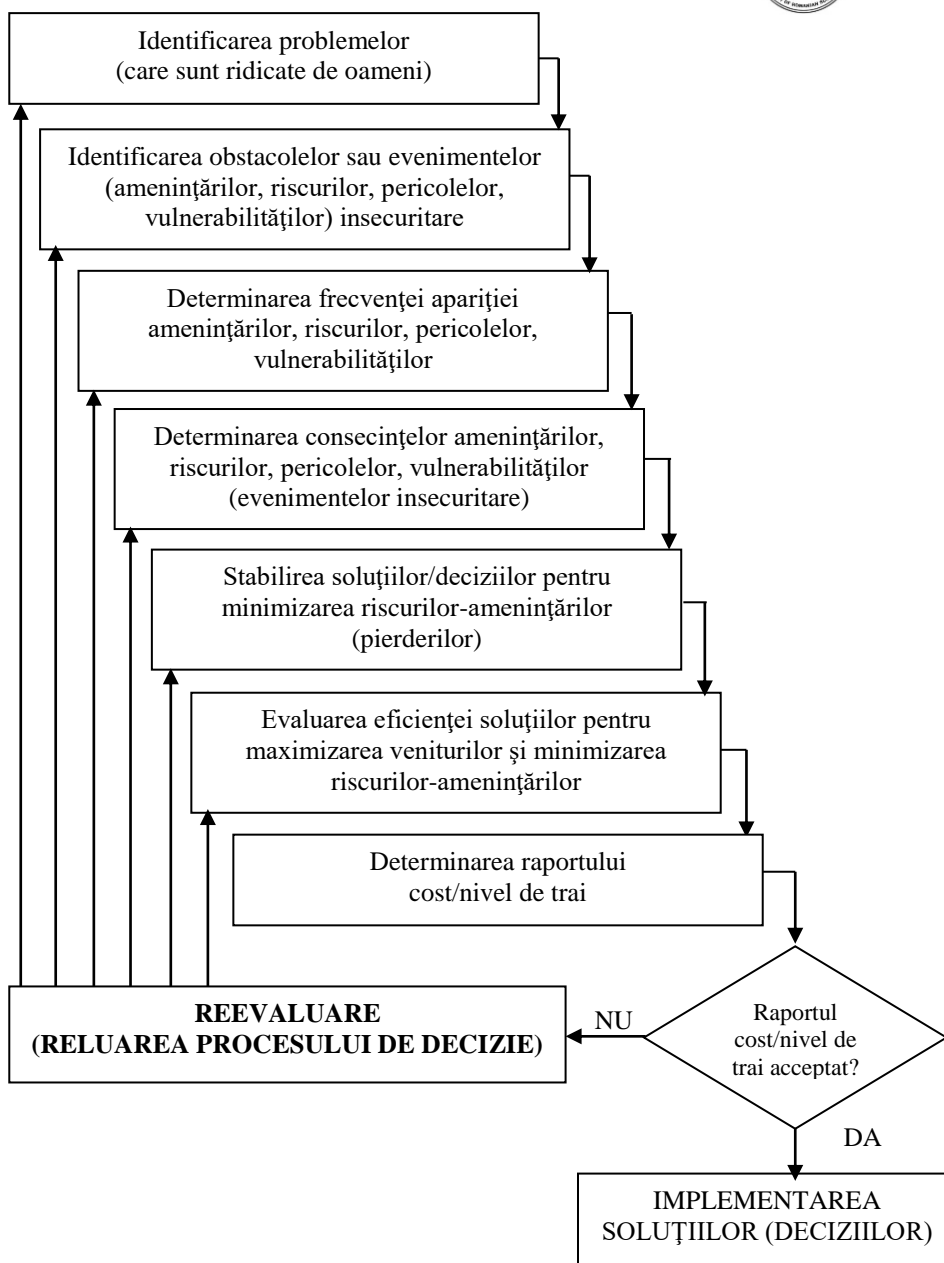 OF ROMANIAN
Identificarea problemelor
(care sunt ridicate de oameni)
Identificarea obstacolelor sau evenimentelor
(ameninţărilor, riscurilor, pericolelor,
vulnerabilităţilor) insecuritare
Determinarea frecvenţei apariţiei
ameninţărilor, riscurilor, pericolelor,
vulnerabilităţilor
Determinarea consecinţelor ameninţărilor,
riscurilor, pericolelor, vulnerabilităţilor
(evenimentelor insecuritare)
Stabilirea soluţiilor/deciziilor pentru
minimizarea riscurilor-ameninţărilor
(pierderilor)
Evaluarea eficienţei soluţiilor pentru
maximizarea veniturilor şi minimizarea
riscurilor-ameninţărilor
Determinarea raportului
cost/nivel de trai
REEVALUARE
(RELUAREA PROCESULUI DE DECIZIE)
NU
Raportul
cost/nivel de
trai acceptat?
DA
IMPLEMENTAREA
SOLUŢIILOR (DECIZIILOR)